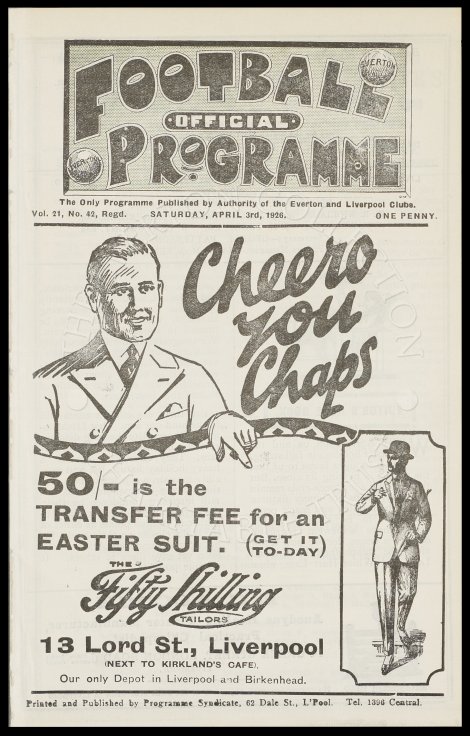 FOOTBALL
EVERTON
OFFICIAL
PROGRAMME
The Only Programme Published by Authority of the Everton and Liverpool Clubs.
Vol. 21, No. 42, Regd. SATURDAY, APRIL 3rd, 1926. ONE PENNY.
Cheero
you
Chaps
50/- is the
TRANSFER FEE for an
EASTER SUIT. (GET IT TO-DAY)
THE
Fifty Shilling
TAILORS
13 Lord St., Liverpool
(NEXT TO KIRKLAND'S CAFE).
Our only Depot in Liverpool and Birkenhead.
Printed and Published by Programme Syndicate, 62 Dale St., L'Pool. Tel. 1396 Central.